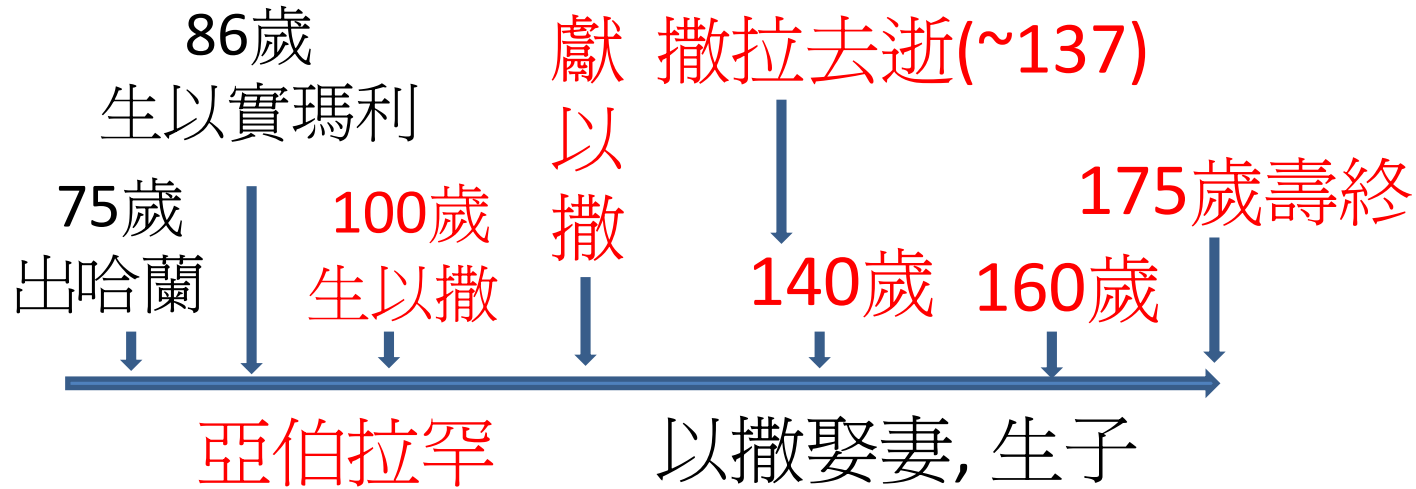 86歲
生以實瑪利
75歲
出哈蘭
100歲
生以撒
獻以撒
撒拉去逝(~137)
140歲
160歲
175歲壽終
亞伯拉罕
以撒娶妻, 生子